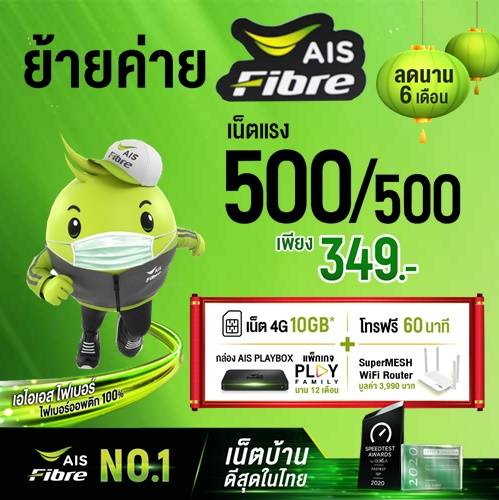 ย้ายค่าย
AIS
Fibre
ลดนาน
6 เดือน
เน็ตแรง
500/500
เพียง 349.-
AIS
Fibre
AIS
เน็ต 4G 10GB*
โทรฟรี 60 นาที
+
กล่อง AIS PLAYBOX
แพ็กเกจ
PLAY
FAMILY
นาน 12 เดือน
SuperMESH
WiFi Router
มูลค่า 3,990 บาท
เอไอเอส ไฟเบอร์
ไฟเบอร์ออพติก 100%
AIS
Fibre
NO.1
เน็ตบ้าน
ดีสุดในไทย
SPEEDTEST
AWARDS
FASTEST
2020
2020